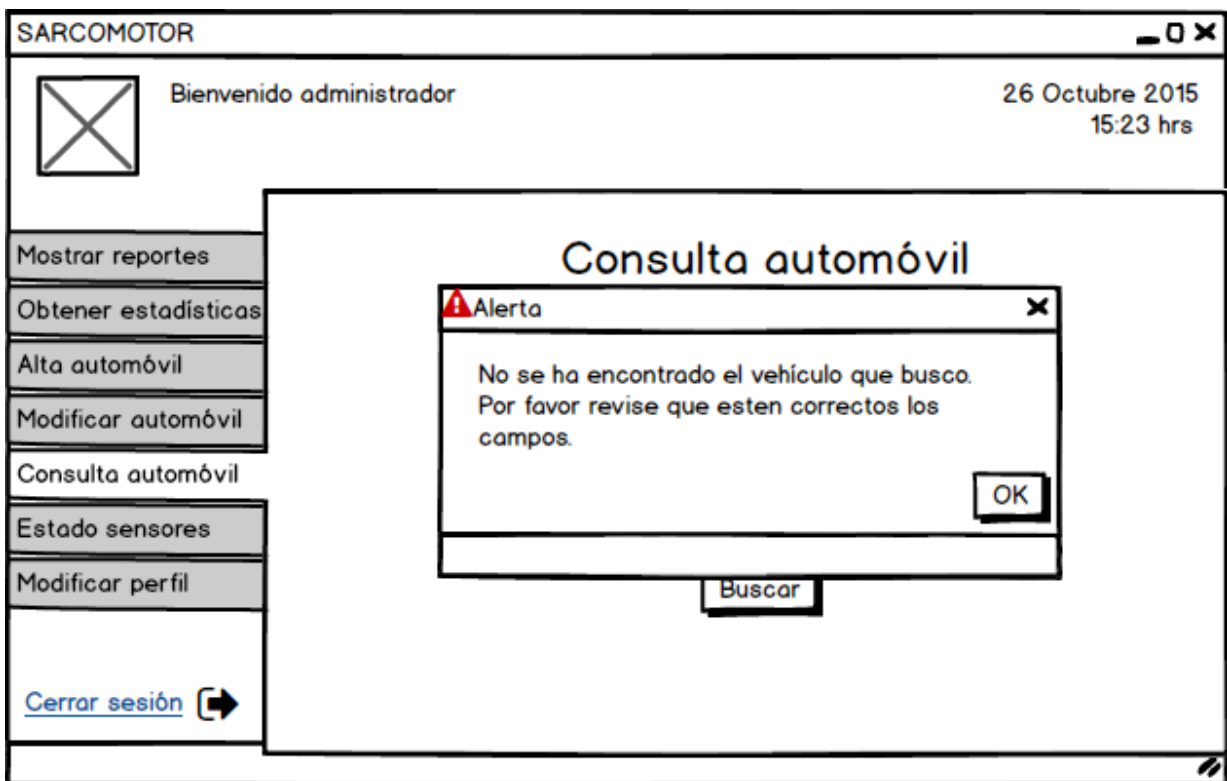 SARCOMOTOR
Bienvenido administrador
26 Octubre 2015
15:23 hrs
Mostrar reportes
Obtener estadísticas
Alta automóvil
Modificar automóvil
Consulta automóvil
Estado sensores
Modificar perfil
Cerrar sesión
Consulta automóvil
Alerta
No se ha encontrado el vehículo que busco.
Por favor revise que esten correctos los
campos.
OK
Buscar